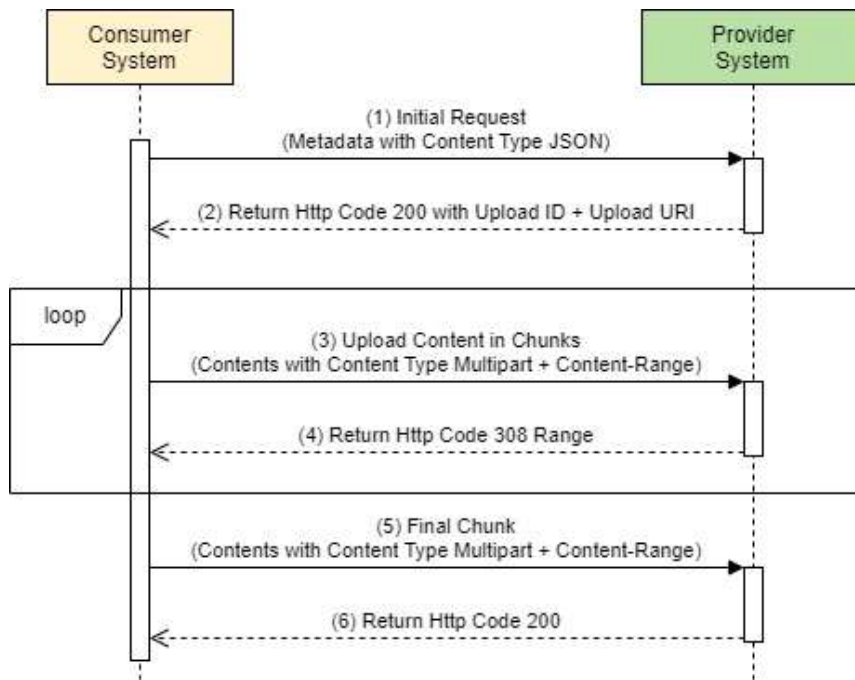 Consumer
System
Provider
System
(1) Initial Request
(Metadata with Content Type JSON)
(2) Return Http Code 200 with Upload ID + Upload URI
loop
(3) Upload Content in Chunks
(Contents with Content Type Multipart + Content-Range)
(4) Return Http Code 308 Range
(5) Final Chunk
(Contents with Content Type Multipart + Content-Range)
(6) Return Http Code 200